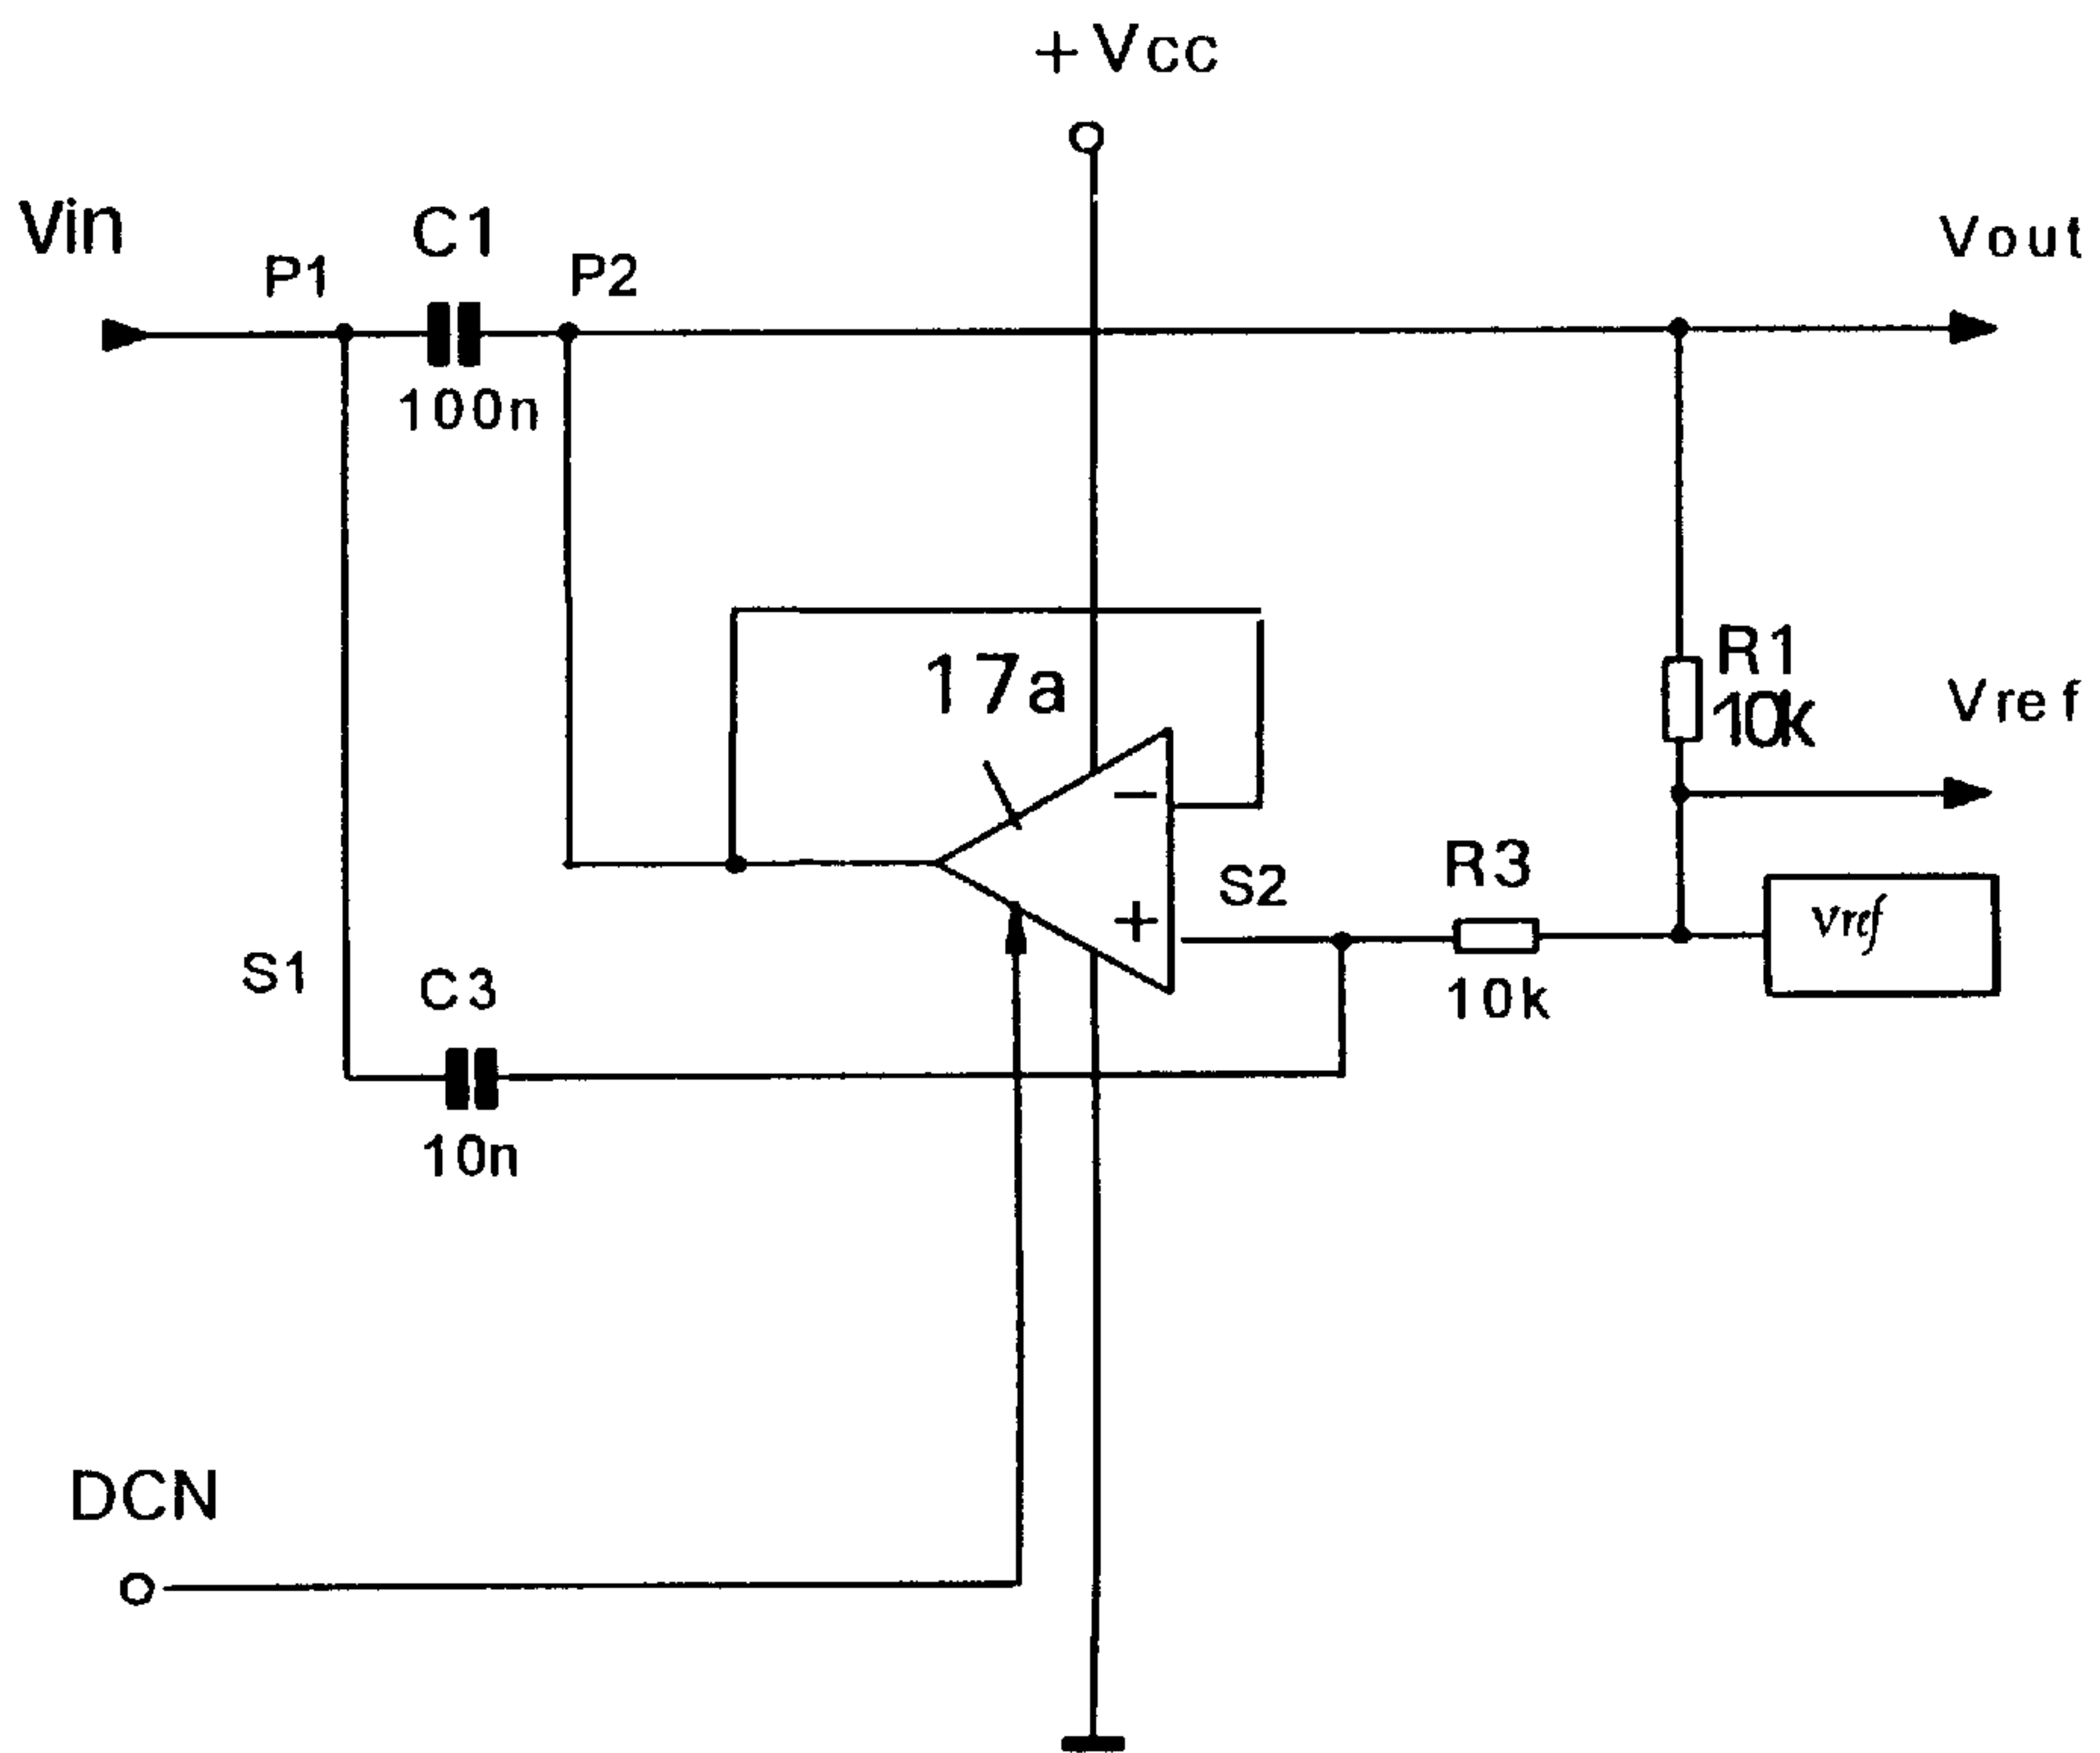 +Vcc
Vin
P1
C1
P2
Vout
100n
17a
R1
10k
Vref
−
+
S2
R3
vref
10k
S1
C3
10n
DCN